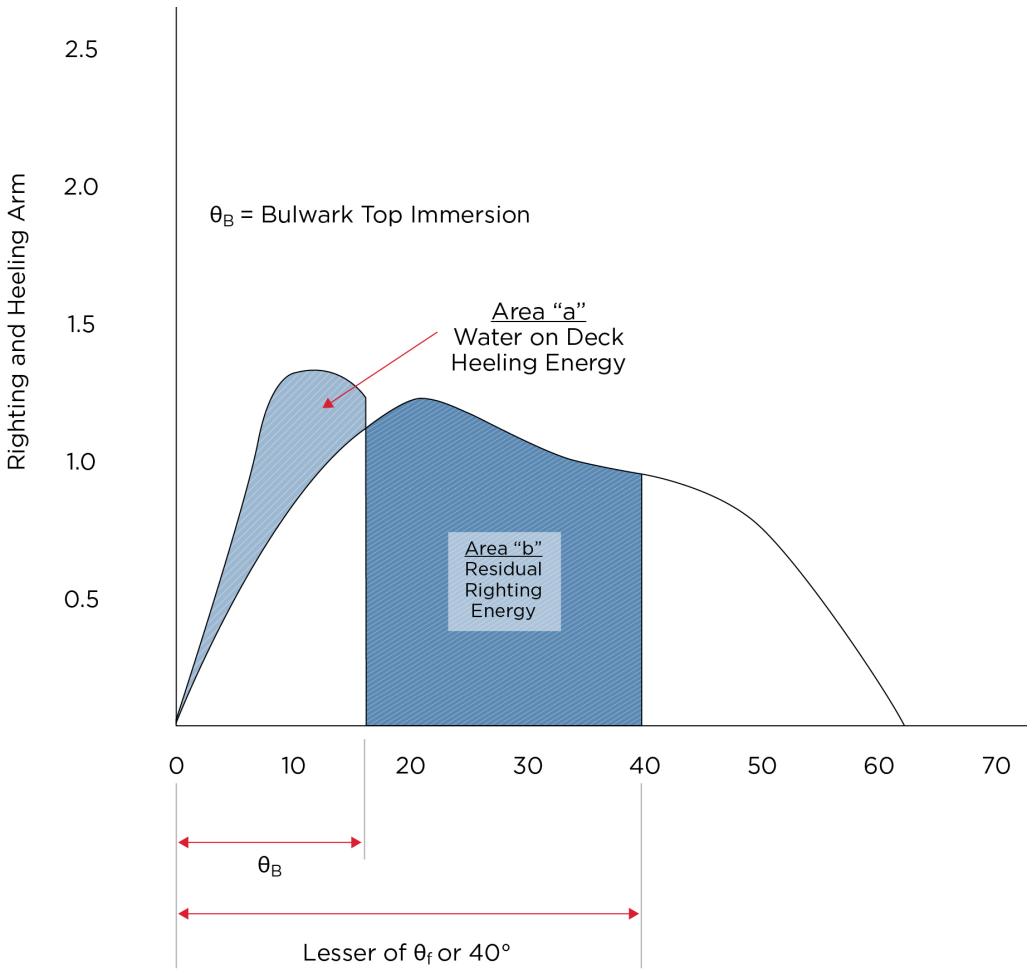 2.5
2.0
θB = Bulwark Top Immersion
Area “a”
Water on Deck
Heeling Energy
1.5
1.0
0.5
Righting and Heeling Arm
Area “b”
Residual
Righting
Energy
0 10 20 30 40 50 60 70
θB
Lesser of θf or 40°